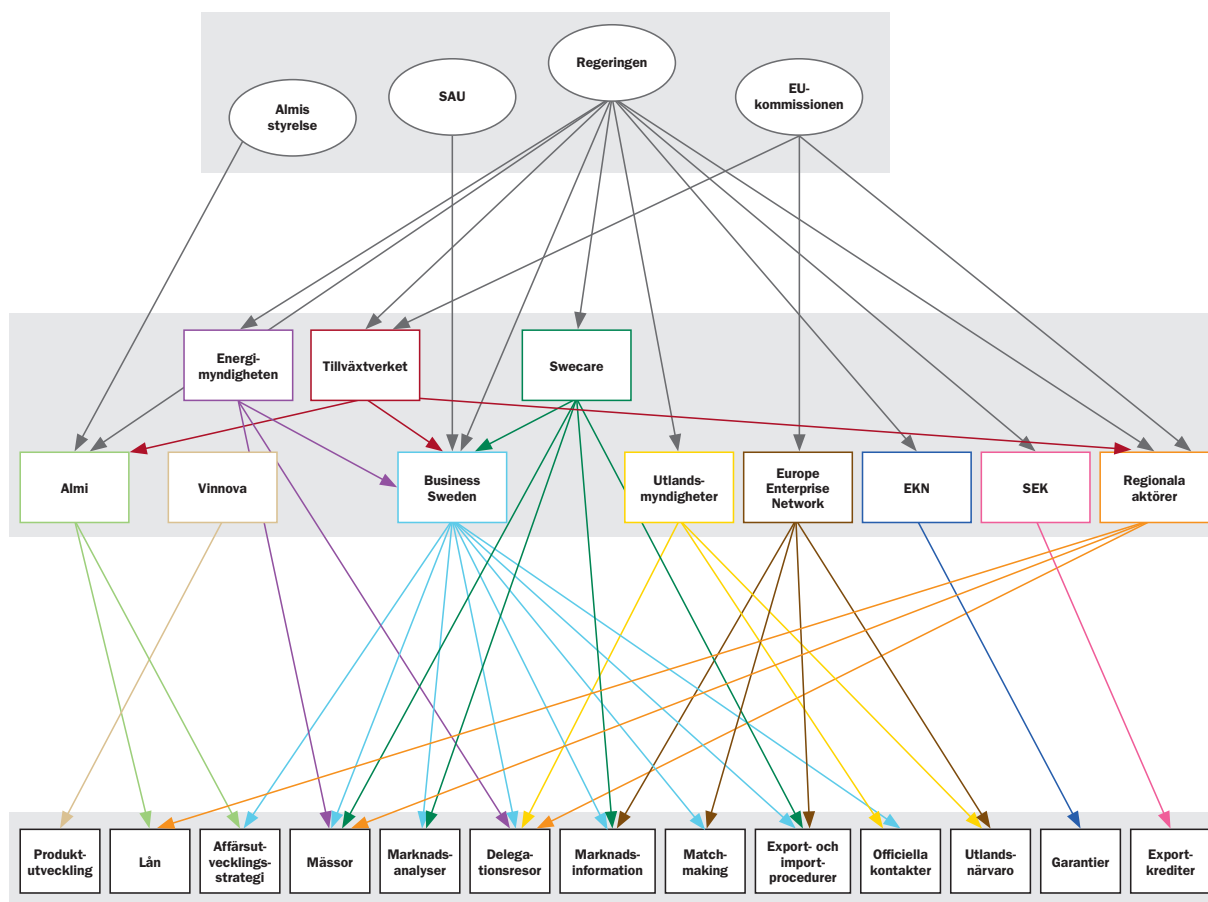 Regeringen
SAU
EU-
kommissionen
Almis
styrelse
Energi-
myndigheten
Tillväxtverket
Swecare
Almi
Vinnova
Business
Sweden
Utlands-
myndigheter
Europe
Enterprise
Network
EKN
SEK
Regionala
aktörer
Produkt-
utveckling
Lån
Affärsut-
vecklings-
strategi
Mässor
Marknads-
analyser
Delega-
tionsresor
Marknads-
information
Match-
making
Export- och
import-
procedurer
Officiella
kontakter
Utlands-
närvaro
Garantier
Export-
krediter